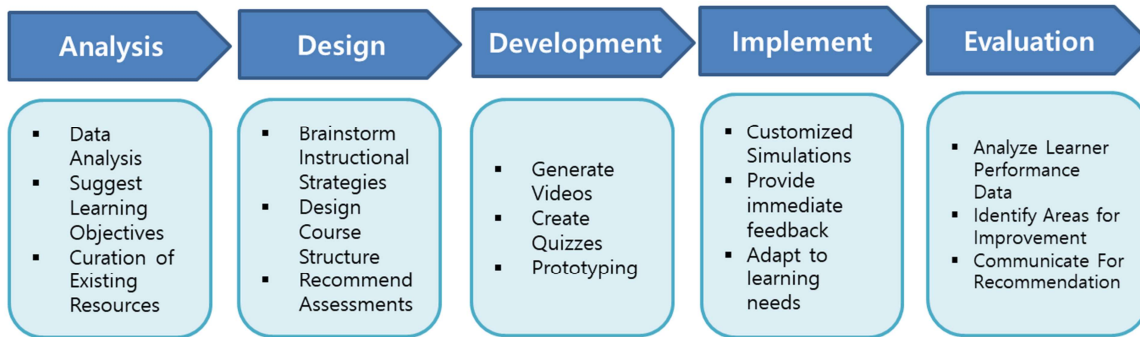 Analysis
Design
Development
Implement
Evaluation
▪ Data
Analysis
▪ Suggest
Learning
Objectives
▪ Curation of
Existing
Resources
▪ Brainstorm
Instructional
Strategies
▪ Design
Course
Structure
▪ Recommend
Assessments
▪ Generate
Videos
▪ Create
Quizzes
▪ Prototyping
▪ Customized
Simulations
▪ Provide
immediate
feedback
▪ Adapt to
learning
needs
▪ Analyze Learner
Performance
Data
▪ Identify Areas for
Improvement
▪ Communicate For
Recommendation